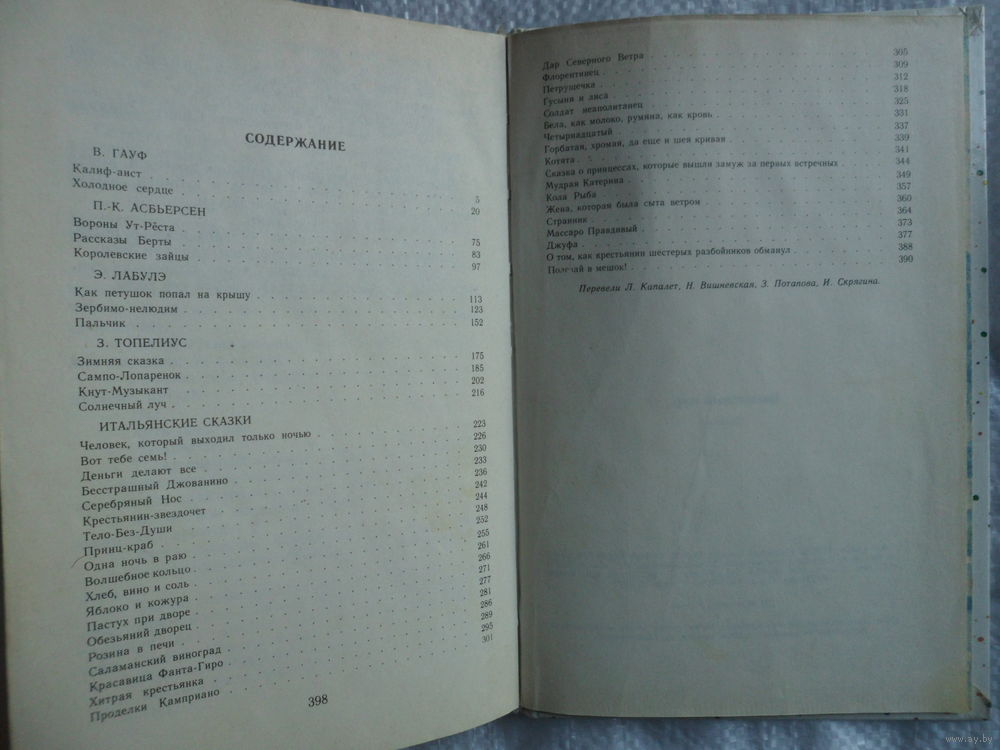 СОДЕРЖАНИЕ
В. ГАУФ
Калиф-аист . . . 5
Холодное сердце . . . 20
П.-К. АСБЬЕРСЕН
Вороны Ут-Рёста . . . 75
Рассказы Берты . . . 83
Королевские зайцы . . . 97
Э. ЛАБУЛЭ
Как петушок попал на крышу . . . 113
Зербино-нелюдим . . . 123
Пальчик . . . 152
З. ТОПЕЛИУС
Зимняя сказка . . . 175
Сампо-Лопаренок . . . 185
Кнут-Музыкант . . . 202
Солнечный луч . . . 216
ИТАЛЬЯНСКИЕ СКАЗКИ
Человек, который выходил только ночью . . . 223
Вот тебе семь! . . . 226
Деньги делают все . . . 230
Бесстрашный Джованино . . . 233
Серебряный Нос . . . 236
Крестьянин-звездочет . . . 242
Тело-Без-Души . . . 244
Принц-краб . . . 248
Одна ночь в раю . . . 252
Волшебное кольцо . . . 255
Хлеб, вино и соль . . . 261
Яблоко и кожура . . . 266
Пастух при дворе . . . 271
Обезьяний дворец . . . 277
Розина в печи . . . 281
Саламанский виноград . . . 286
Красавица Фанта-Гиро . . . 289
Хитрая крестьянка . . . 295
Проделки Камприано . . . 301
398
Дар Северного Ветра . . . 305
Флорентинец . . . 309
Петрушечка . . . 312
Гусыня и лиса . . . 318
Солдат неаполитанец . . . 325
Бела, как молоко, румяна, как кровь . . . 331
Четырнадцатый . . . 337
Горбатая, хромая, да еще и шея кривая . . . 339
Котята . . . 341
Сказка о принцессах, которые вышли замуж за первых встречных . . . 344
Мудрая Катерина . . . 349
Кола Рыба . . . 357
Жена, которая была сыта ветром . . . 360
Странник . . . 364
Массаро Правдивый . . . 373
Джуфа . . . 377
О том, как крестьянин шестерых разбойников обманул . . . 388
Полезай в мешок! . . . 390
Перевели Л. Капалет, Н. Вишневская, З. Потапова, И. Скрягина.
www.ay.by